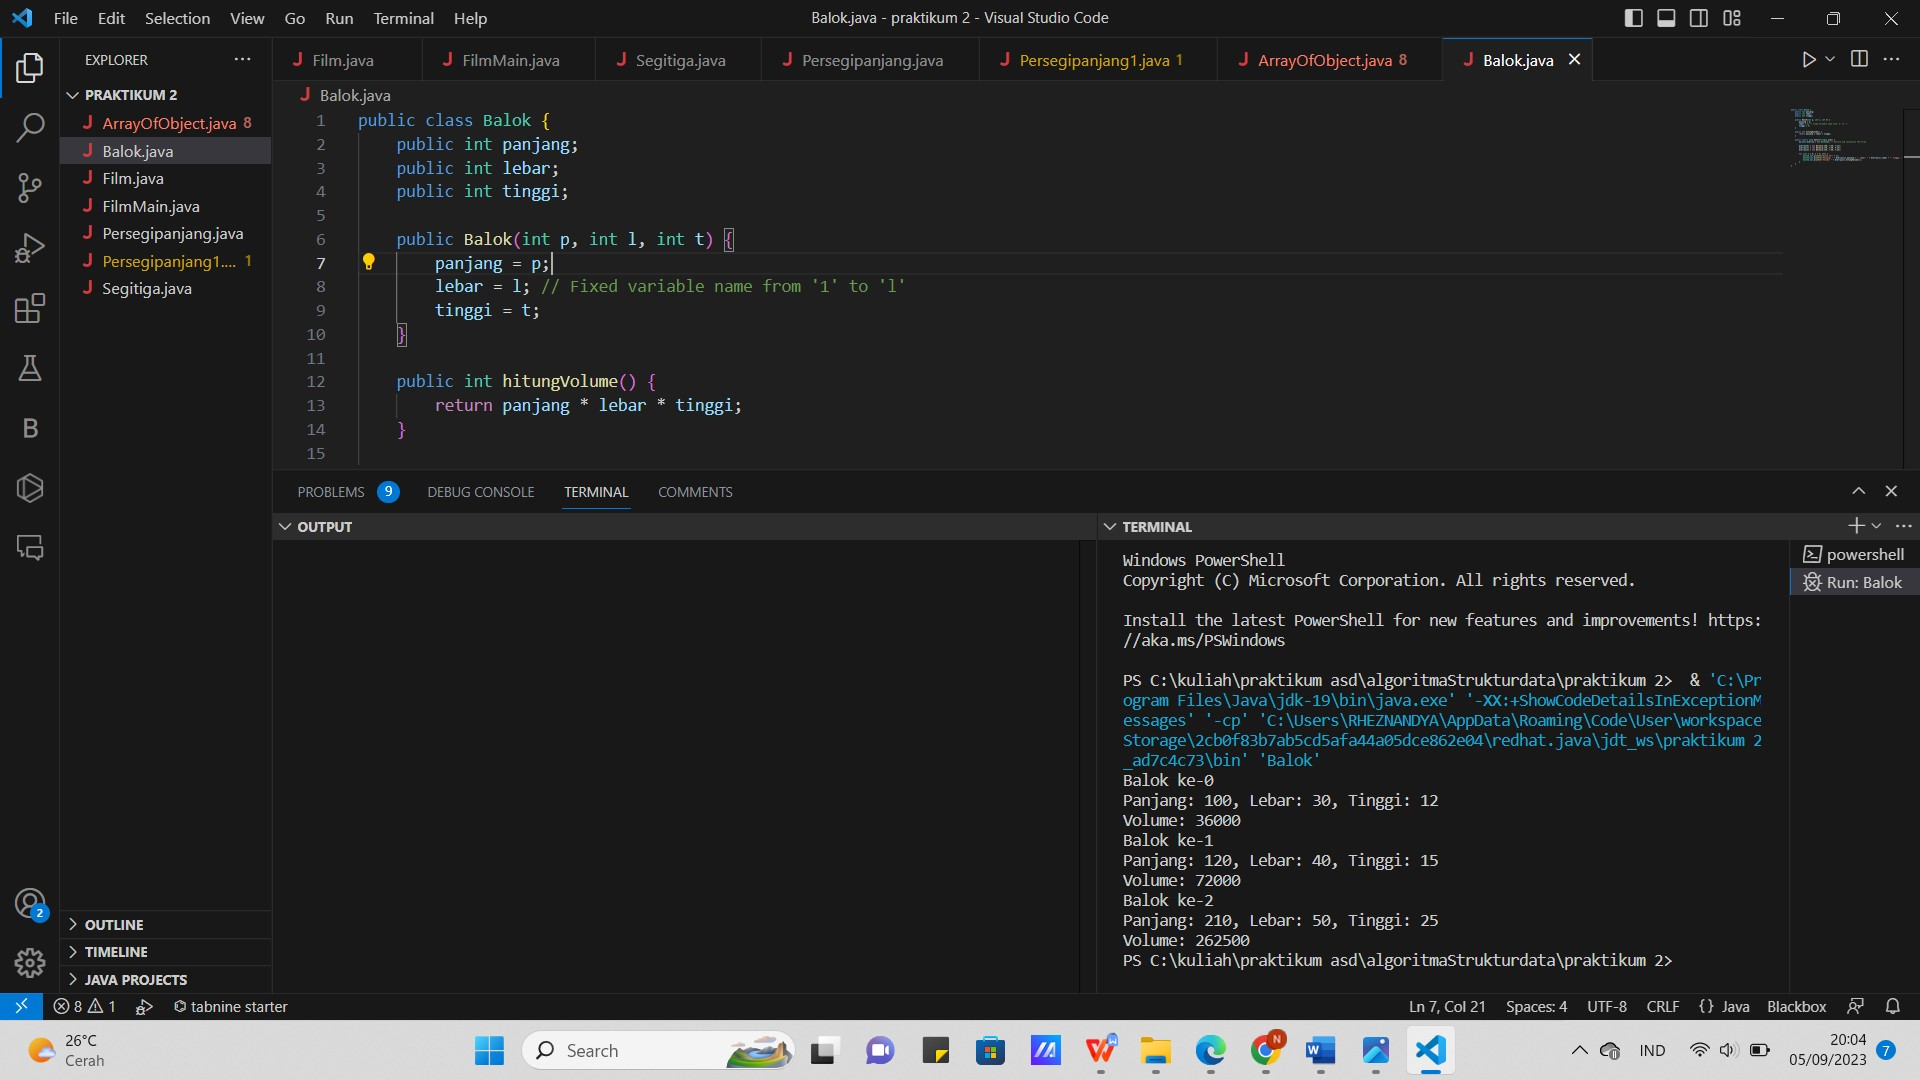 File Edit Selection View Go Run Terminal Help
Balok.java - praktikum 2 - Visual Studio Code
EXPLORER
PRAKTIKUM 2
ArrayOfObject.java 8
Balok.java
Film.java
FilmMain.java
Persegipanjang.java
Persegipanjang1.... 1
Segitiga.java
OUTLINE
TIMELINE
JAVA PROJECTS
Film.java FilmMain.java Segitiga.java Persegipanjang.java Persegipanjang1.java 1 ArrayOfObject.java 8 Balok.java
Balok.java
1 public class Balok {
2 public int panjang;
3 public int lebar;
4 public int tinggi;
5
6 public Balok(int p, int l, int t) {
7 panjang = p;
8 lebar = l; // Fixed variable name from '1' to 'l'
9 tinggi = t;
10 }
11
12 public int hitungVolume() {
13 return panjang * lebar * tinggi;
14 }
15
PROBLEMS 9 DEBUG CONSOLE TERMINAL COMMENTS
OUTPUT
TERMINAL
Windows PowerShell
Copyright (C) Microsoft Corporation. All rights reserved.
Install the latest PowerShell for new features and improvements! https:
//aka.ms/PSWindows
PS C:\kuliah\praktikum asd\algoritmaStrukturdata\praktikum 2> & 'C:\Pr
ogram Files\Java\jdk-19\bin\java.exe' '-XX:+ShowCodeDetailsInExceptionM
essages' '-cp' 'C:\Users\RHEZNANDYA\AppData\Roaming\Code\User\workspace
Storage\2cb0f83b7ab5cd5afa44a05dce862e04\redhat.java\jdt_ws\praktikum 2
_ad7c4c73\bin' 'Balok'
Balok ke-0
Panjang: 100, Lebar: 30, Tinggi: 12
Volume: 36000
Balok ke-1
Panjang: 120, Lebar: 40, Tinggi: 15
Volume: 72000
Balok ke-2
Panjang: 210, Lebar: 50, Tinggi: 25
Volume: 262500
PS C:\kuliah\praktikum asd\algoritmaStrukturdata\praktikum 2>
powershell
Run: Balok
2
8 1 tabnine starter
Ln 7, Col 21 Spaces: 4 UTF-8 CRLF {} Java Blackbox
26°C
Cerah
Search
N
IND
20:04
05/09/2023
7